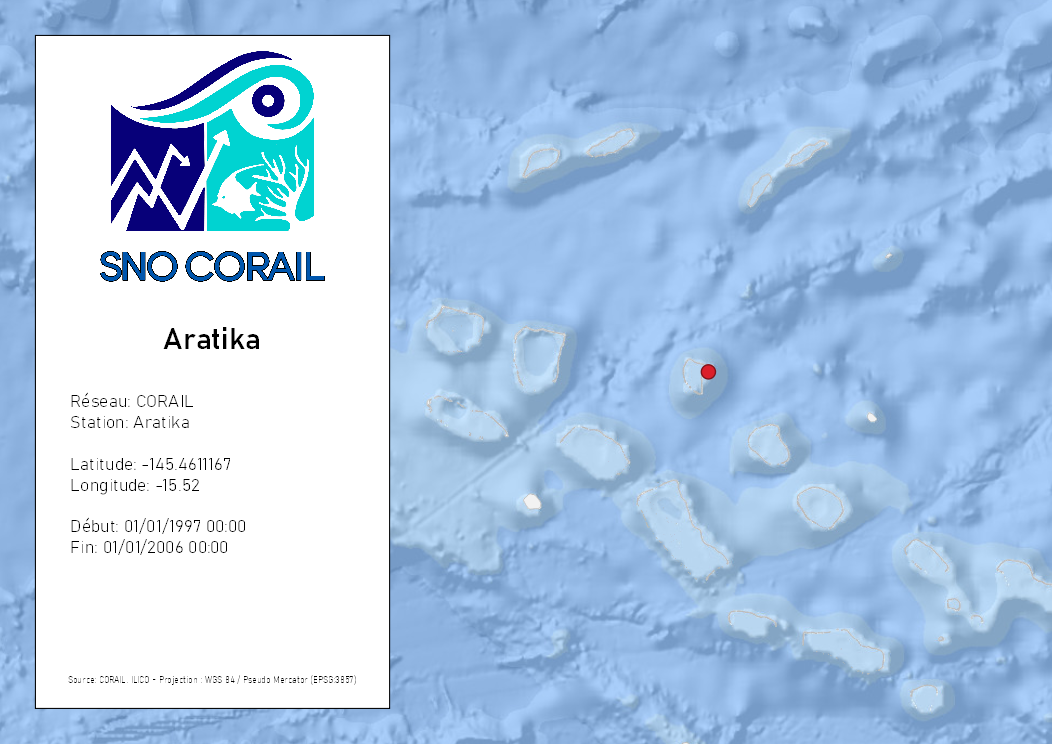 SNO CORAIL
Aratika
Réseau: CORAIL
Station: Aratika
Latitude: -145.4611167
Longitude: -15.52
Début: 01/01/1997 00:00
Fin: 01/01/2006 00:00
Source: CORAIL, ILICO - Projection : WGS 84 / Pseudo Mercator (EPSG:3857)